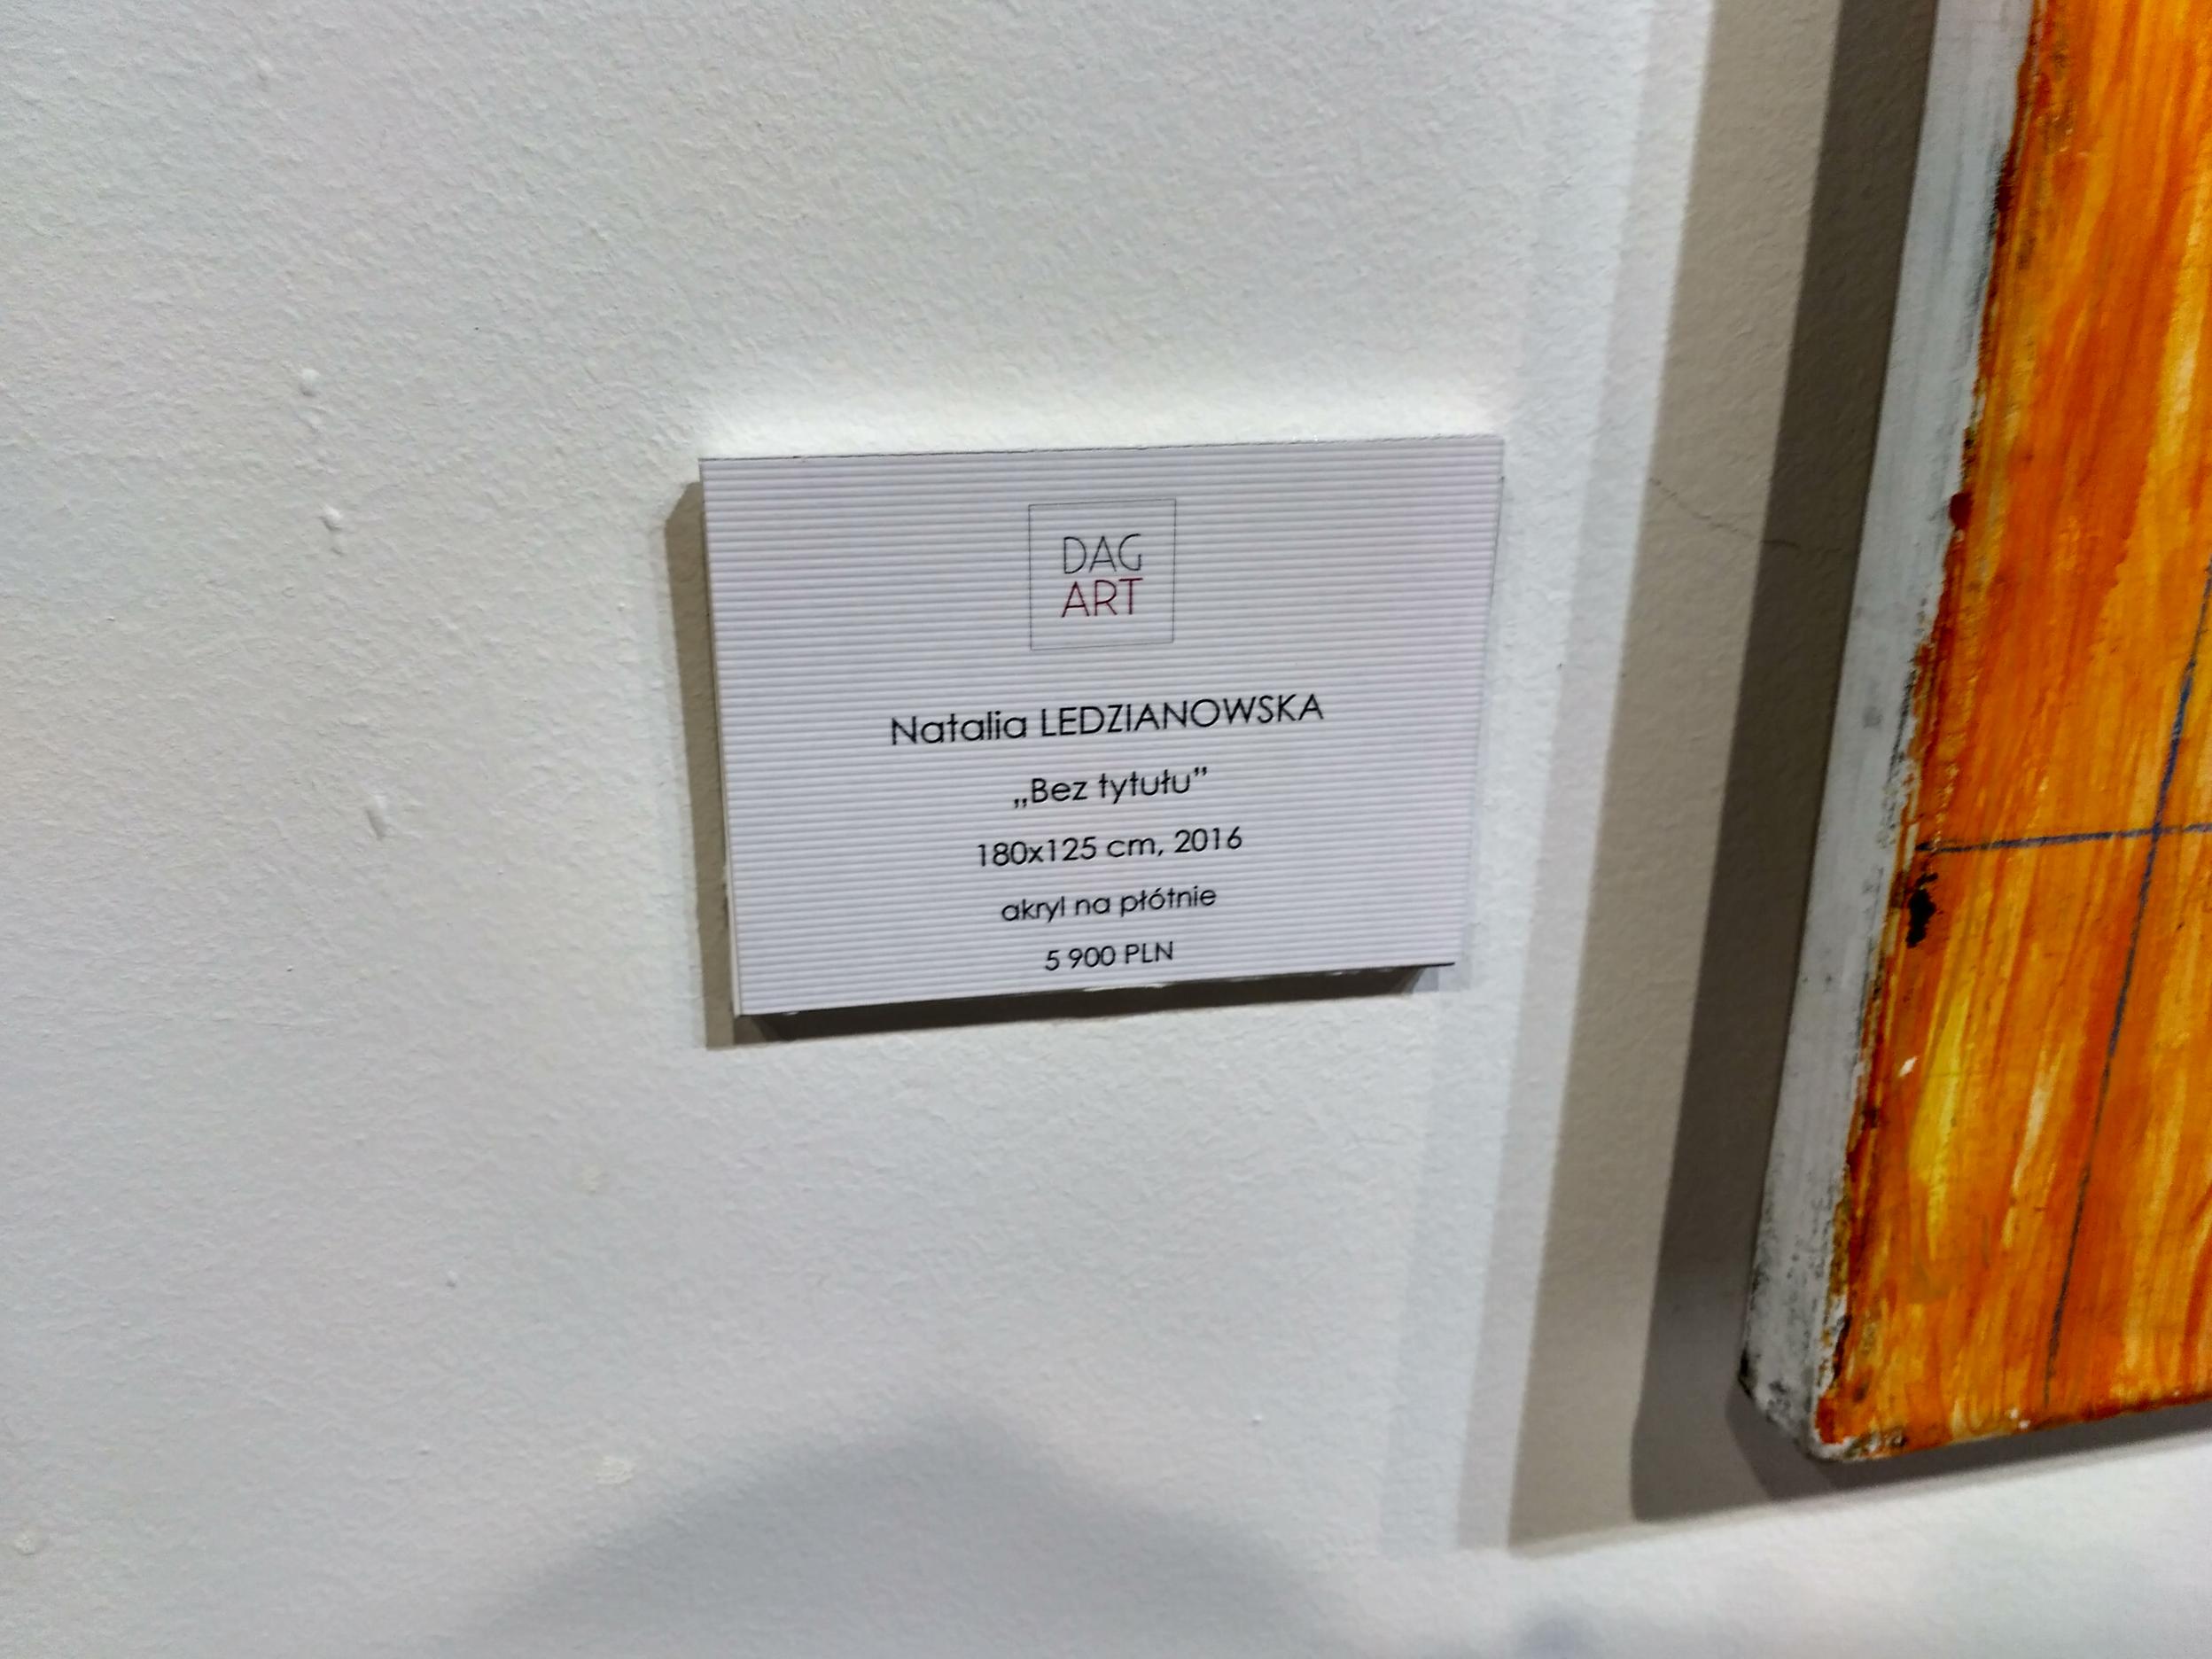 DAG
ART
Natalia LEDZIANOWSKA
„Bez tytułu”
180x125 cm, 2016
akryl na płótnie
5 900 PLN